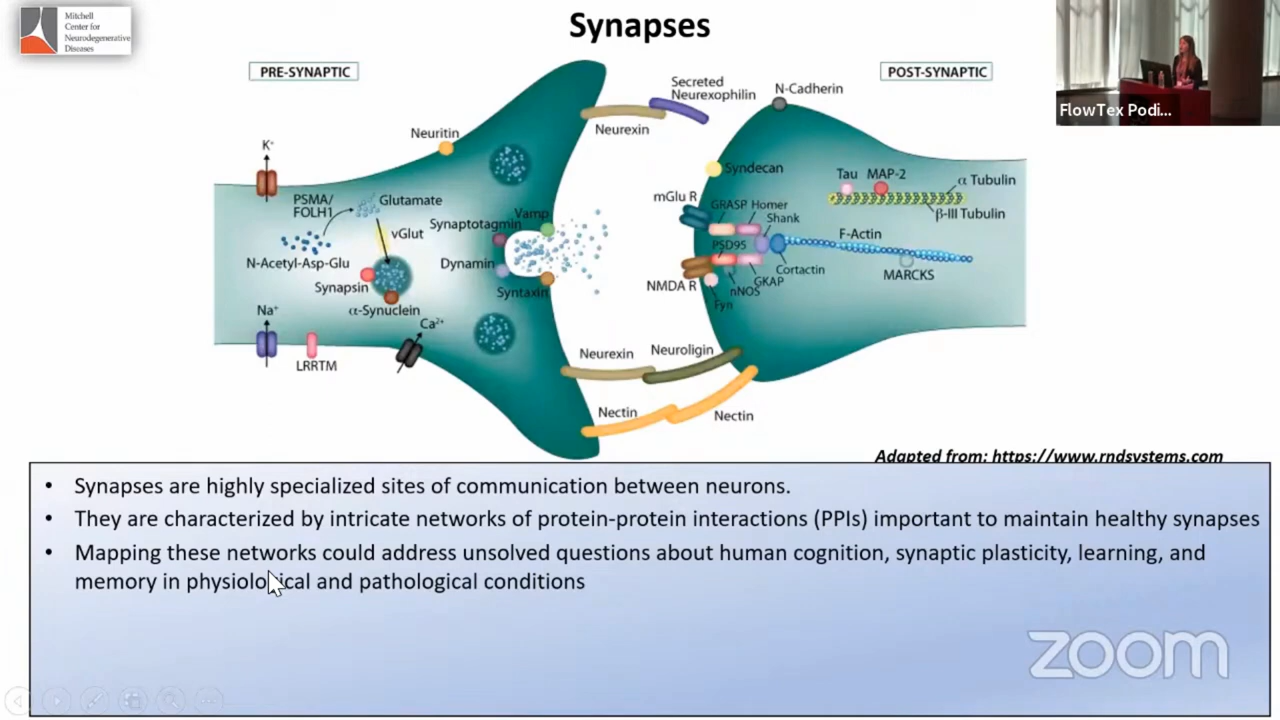 Mitchell
Center for
Neurodegenerative
Diseases
Synapses
FlowTex Podi...
PRE-SYNAPTIC
POST-SYNAPTIC
Secreted
Neurexophilin
N-Cadherin
Neurexin
Neuritin
K⁺
Syndecan
Tau
MAP-2
α Tubulin
β-III Tubulin
PSMA/
FOLH1
Glutamate
mGlu R
GRASP
Homer
Shank
Vamp
Synaptotagmin
vGlut
F-Actin
PSD95
N-Acetyl-Asp-Glu
Dynamin
Cortactin
MARCKS
Synapsin
Syntaxin
NMDA R
nNOS
GKAP
Fyn
α-Synuclein
Na⁺
Ca²⁺
LRRTM
Neurexin
Neuroligin
Nectin
Nectin
Adapted from: https://www.rndsystems.com
• Synapses are highly specialized sites of communication between neurons.
• They are characterized by intricate networks of protein-protein interactions (PPIs) important to maintain healthy synapses
• Mapping these networks could address unsolved questions about human cognition, synaptic plasticity, learning, and
memory in physiological and pathological conditions
zoom